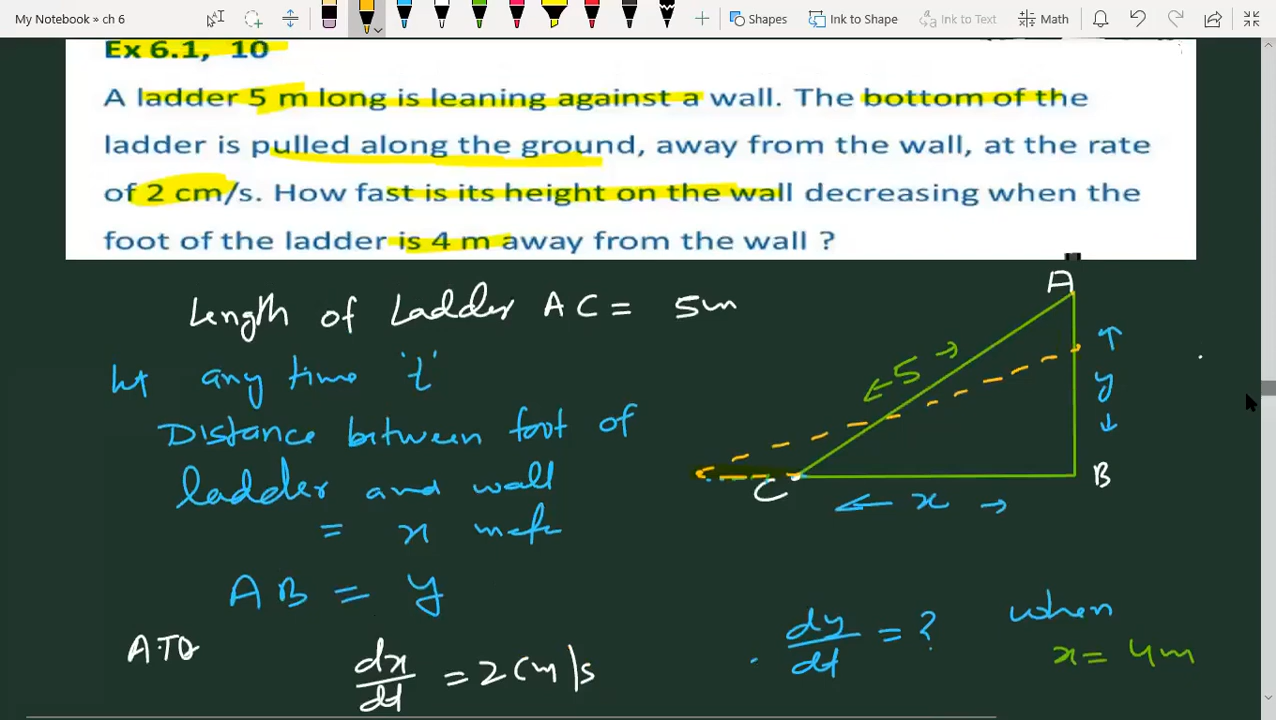 My Notebook » ch 6
Shapes
Ink to Shape
Ink to Text
Math
Ex 6.1, 10
A ladder 5 m long is leaning against a wall. The bottom of the
ladder is pulled along the ground, away from the wall, at the rate
of 2 cm/s. How fast is its height on the wall decreasing when the
foot of the ladder is 4 m away from the wall ?
Length of Ladder AC = 5m
A
let any time 't'
5
y
Distance between foot of
ladder and wall
C
B
x
= x
AB = y
ATQ
dx/dt = 2 cm/s
dy/dt = ?
when
x = 4m